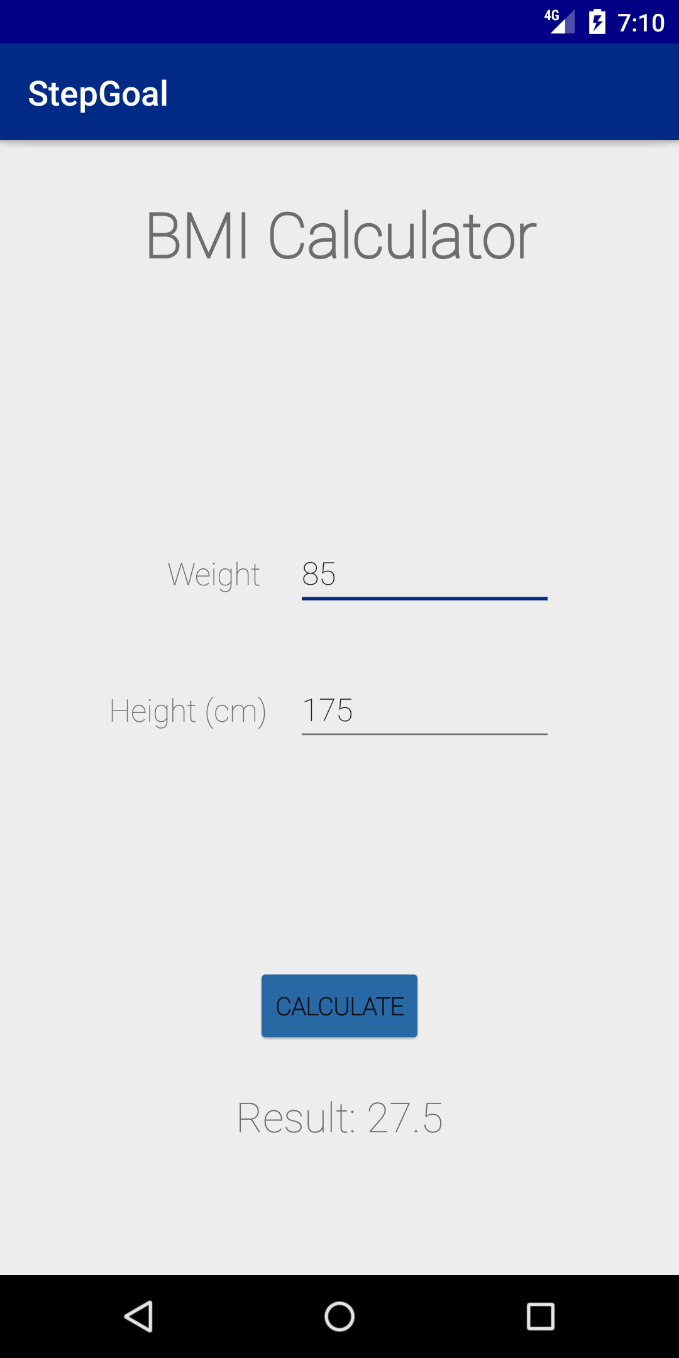 4G 7:10
StepGoal
BMI Calculator
Weight 85
Height (cm) 175
CALCULATE
Result: 27.5